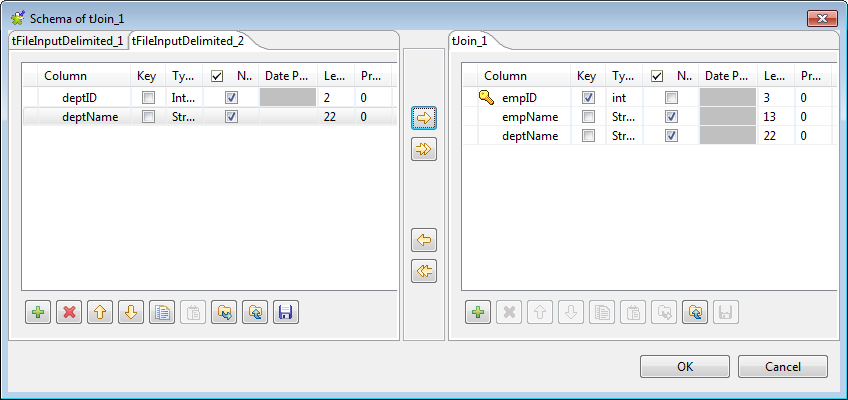 Schema of tJoin_1
tFileInputDelimited_1 tFileInputDelimited_2
Column Key Ty... N.. Date P... Le... Pr...
deptID Int... 2 0
deptName Str... 22 0
tJoin_1
Column Key Ty... N.. Date P... Le... Pr...
empID int 3 0
empName Str... 13 0
deptName Str... 22 0
OK Cancel